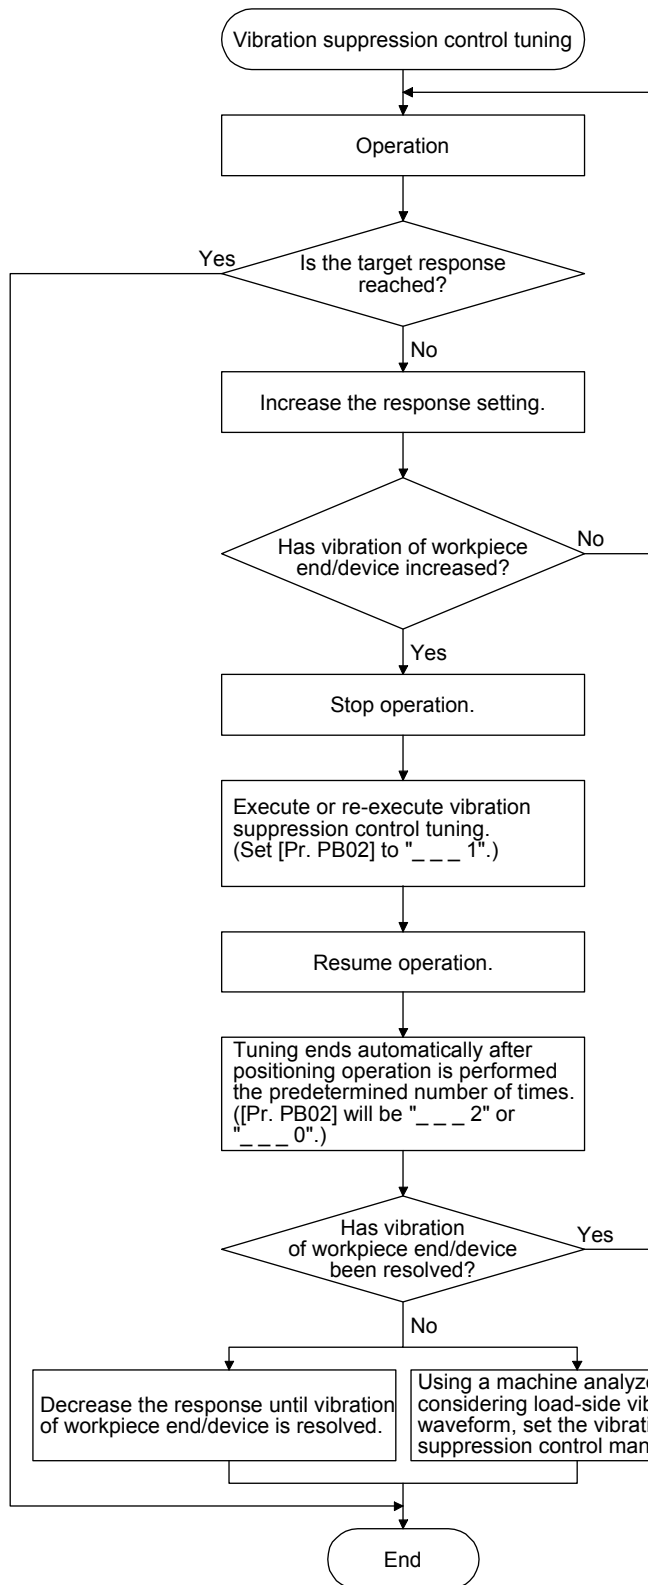 Vibration suppression control tuning
Operation
Yes
Is the target response
reached?
No
Increase the response setting.
Has vibration of workpiece
end/device increased?
No
Yes
Stop operation.
Execute or re-execute vibration
suppression control tuning.
(Set [Pr. PB02] to "_ _ _ 1".)
Resume operation.
Tuning ends automatically after
positioning operation is performed
the predetermined number of times.
([Pr. PB02] will be "_ _ _ 2" or
"_ _ _ 0".)
Has vibration
of workpiece end/device
been resolved?
Yes
No
Decrease the response until vibration
of workpiece end/device is resolved.
Using a machine
considering load-side
waveform, set the
suppression control
End